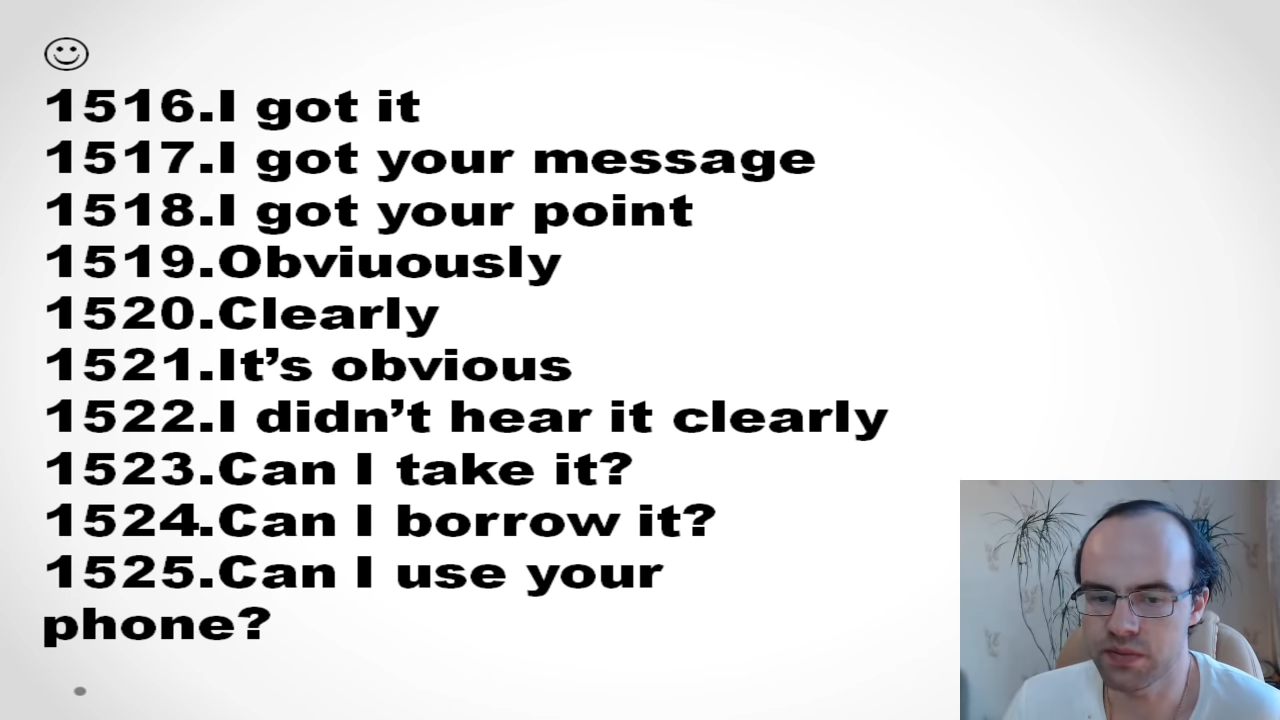 1516.I got it
1517.I got your message
1518.I got your point
1519.Obviuously
1520.Clearly
1521.It’s obvious
1522.I didn’t hear it clearly
1523.Can I take it?
1524.Can I borrow it?
1525.Can I use your
phone?